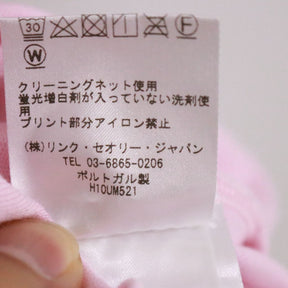 30
F
W
クリーニングネット使用
蛍光増白剤が入っていない洗剤使
用
プリント部分アイロン禁止
(株)リンク・セオリー・ジャパン
TEL 03-6865-0206
ポルトガル製
H10UM521